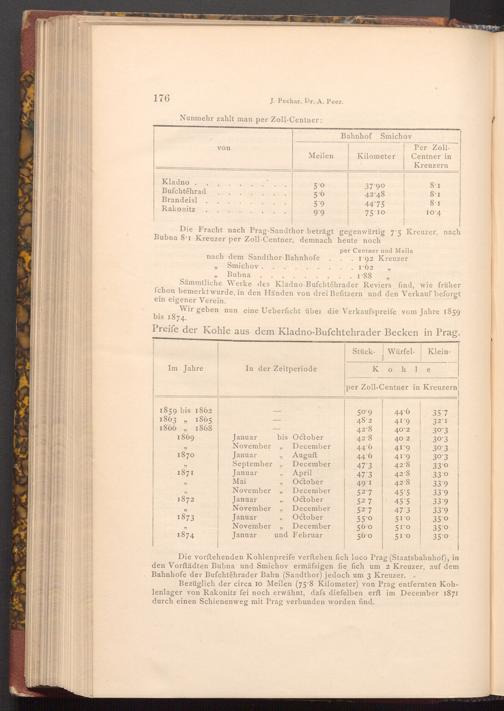 176
J. Pechar. Dr. A. Peez.
Nunmehr zahlt man per Zoll-Centner:
von | Bahnhof Smichov
Meilen | Kilometer | Per Zoll-Centner in Kreuzern
Kladno . . . . . . . . 5·0 37·90 8·1
Buſchtěhrad . . . . . . . 5·6 42·48 8·1
Brandeisl . . . . . . . 5·9 44·75 8·1
Rakonitz . . . . . . . 9·9 75·10 10·4
Die Fracht nach Prag-Sandthor beträgt gegenwärtig 7·5 Kreuzer, nach
Bubna 8·1 Kreuzer per Zoll-Centner, demnach heute noch
per Centner und Meile
nach dem Sandthor-Bahnhofe . . . 1·92 Kreuzer
„ Smichov . . . . . . . . . 1·62 „
„ Bubna . . . . . . . . . 1·88 „
Sämmtliche Werke des Kladno-Buſchtěhrader Reviers ſind, wie früher
ſchon bemerkt wurde, in den Händen von drei Beſitzern und den Verkauf beſorgt
ein eigener Verein.
Wir geben nun eine Ueberſicht über die Verkaufspreiſe vom Jahre 1859
bis 1874.
Preiſe der Kohle aus dem Kladno-Buſchtehrader Becken in Prag.
Im Jahre | In der Zeitperiode | Stück- | Würfel- | Klein-
Kohle
per Zoll-Centner in Kreuzern
1859 bis 1862 — 50·9 44·6 35·7
1863 „ 1865 — 48·2 41·9 32·1
1866 „ 1868 — 42·8 40·2 30·3
1869 Januar bis October 42·8 40·2 30·3
„ November „ December 44·6 41·9 30·3
1870 Januar „ Auguſt 44·6 41·9 30·3
„ September „ December 47·3 42·8 33·0
1871 Januar „ April 47·3 42·8 33·0
„ Mai „ October 49·1 42·8 33·9
„ November „ December 52·7 45·5 33·9
1872 Januar „ October 52·7 45·5 33·9
„ November „ December 52·7 47·3 33·9
1873 Januar „ October 55·0 51·0 35·0
„ November „ December 56·0 51·0 35·0
1874 Januar und Februar 56·0 51·0 35·0
Die vorſtehenden Kohlenpreiſe verſtehen ſich loco Prag (Staatsbahnhof), in
den Vorſtädten Bubna und Smichov ermäſsigen ſie ſich um 2 Kreuzer, auf dem
Bahnhofe der Buſchtěhrader Bahn (Sandthor) jedoch um 3 Kreuzer.
Bezüglich der circa 10 Meilen (75·8 Kilometer) von Prag entfernten Koh-
lenlager von Rakonitz ſei noch erwähnt, daſs dieſelben erſt im December 1871
durch einen Schienenweg mit Prag verbunden worden ſind.